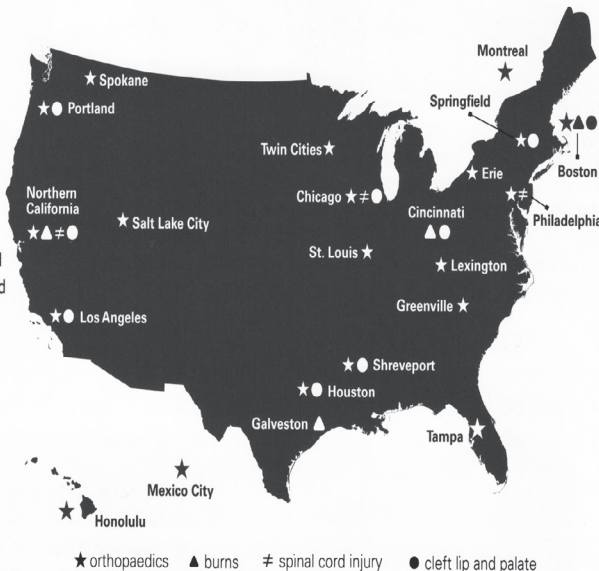 Montreal
Spokane
Springfield
Portland
Twin Cities
Erie
Boston
Northern
California
Chicago
Cincinnati
Philadelphia
Salt Lake City
St. Louis
Lexington
Los Angeles
Greenville
Shreveport
Houston
Galveston
Tampa
Mexico City
Honolulu
orthopaedics burns spinal cord injury cleft lip and palate